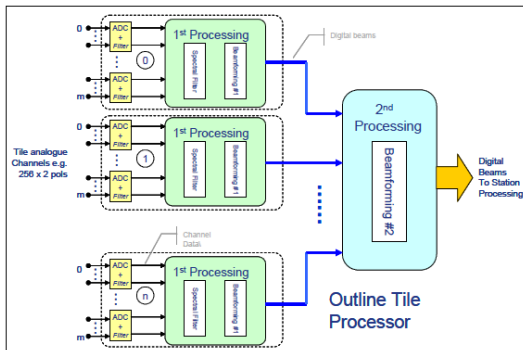 0
ADC
+
Filter
0
ADC
+
Filter
m
1st Processing
Spectral Filter
Beamforming #1
Digital beams
Tile analogue
Channels e.g.
256 x 2 pols
0
ADC
+
Filter
1
ADC
+
Filter
m
1st Processing
Spectral Filter
Beamforming #1
2nd
Processing
Beamforming #2
Digital
Beams
To Station
Processing
Channel
Data\
0
ADC
+
Filter
n
ADC
+
Filter
m
1st Processing
Spectral Filter
Beamforming #1
Outline Tile
Processor